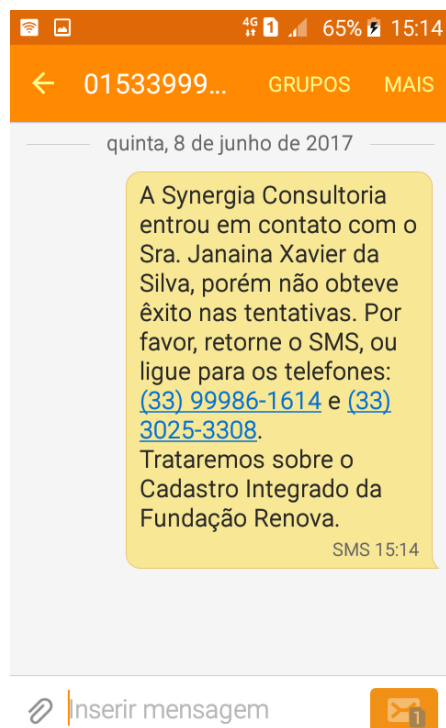 4G 1 65% 15:14
01533999... GRUPOS MAIS
quinta, 8 de junho de 2017
A Synergia Consultoria
entrou em contato com o
Sra. Janaina Xavier da
Silva, porém não obteve
êxito nas tentativas. Por
favor, retorne o SMS, ou
ligue para os telefones:
(33) 99986-1614 e (33)
3025-3308.
Trataremos sobre o
Cadastro Integrado da
Fundação Renova.
SMS 15:14
Inserir mensagem
1